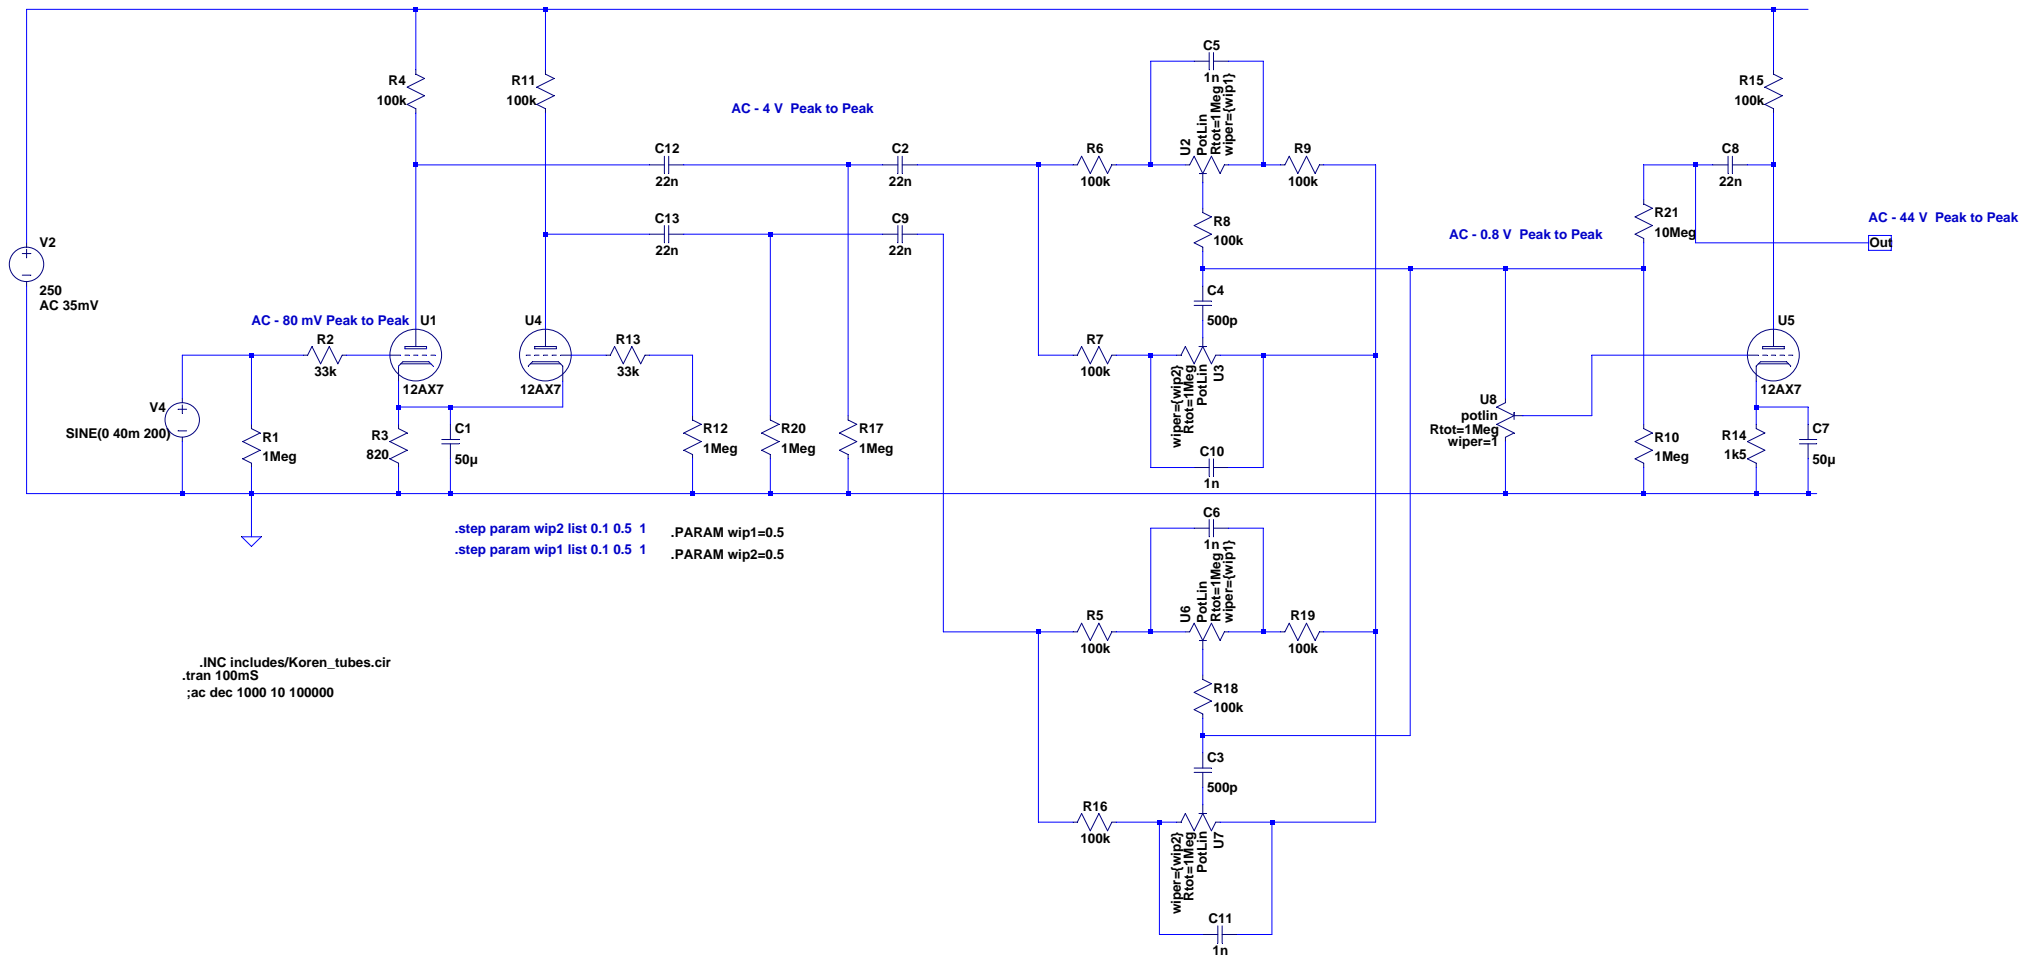 C5
1n
PotLin
Rtot=1Meg
wiper={wip1}
U2
R4
100k
R11
100k
R15
100k
AC - 4 V  Peak to Peak
C12
22n
C2
22n
R6
100k
R9
100k
C8
22n
C13
22n
C9
22n
R8
100k
R21
10Meg
AC - 0.8 V  Peak to Peak
AC - 44 V  Peak to Peak
Out
V2
250
AC 35mV
C4
500p
AC - 80 mV Peak to Peak
U1
12AX7
U4
12AX7
U5
12AX7
R2
33k
R13
33k
R7
100k
wiper={wip2}
Rtot=1Meg
PotLin
U3
V4
SINE(0 40m 200)
R1
1Meg
R3
820
C1
50µ
R12
1Meg
R20
1Meg
R17
1Meg
C10
1n
U8
potlin
Rtot=1Meg
wiper=1
R10
1Meg
R14
1k5
C7
50µ
.step param wip2 list 0.1 0.5  1
.step param wip1 list 0.1 0.5  1
.PARAM wip1=0.5
.PARAM wip2=0.5
C6
1n
PotLin
Rtot=1Meg
wiper={wip1}
U6
R5
100k
R19
100k
R18
100k
.INC includes/Koren_tubes.cir
.tran 100mS
;ac dec 1000 10 100000
C3
500p
R16
100k
wiper={wip2}
Rtot=1Meg
PotLin
U7
C11
1n